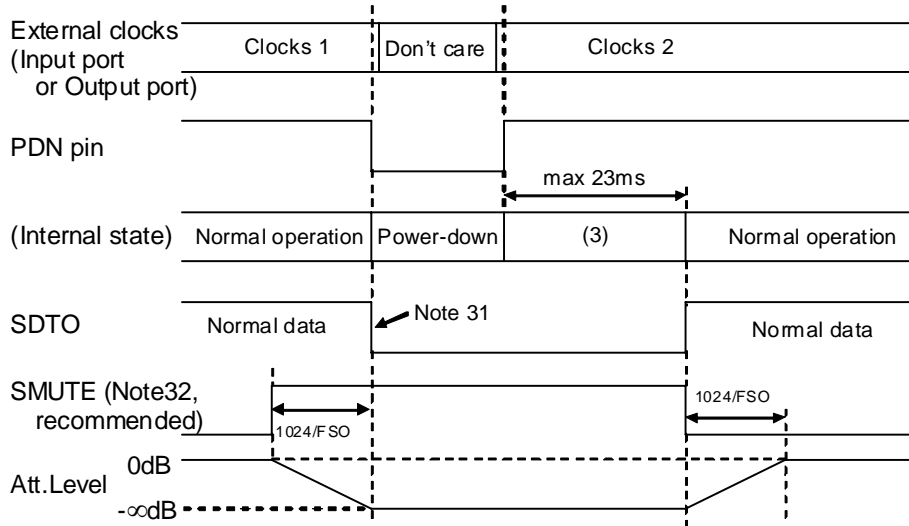 External clocks
(Input port
or Output port)
Clocks 1
Don't care
Clocks 2
PDN pin
max 23ms
(Internal state)
Normal operation
Power-down
(3)
Normal operation
SDTO
Normal data
Note 31
Normal data
SMUTE (Note32,
recommended)
1024/FSO
1024/FSO
Att.Level
0dB
-∞dB